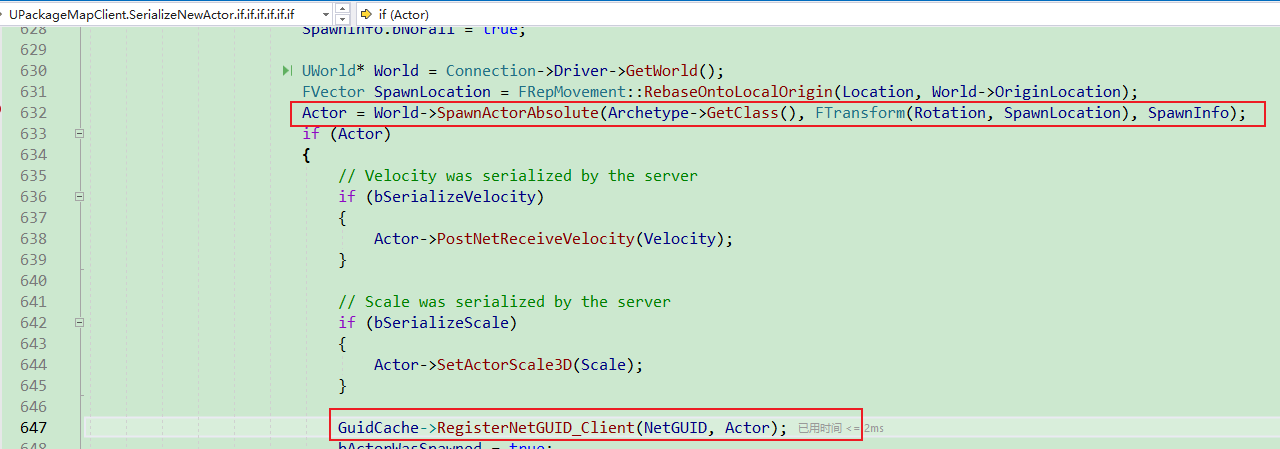 UPackageMapClient.SerializeNewActor.if.if.if.if.if.if if (Actor)
628 SpawnInfo.bNoFail = true;
629
630 UWorld* World = Connection->Driver->GetWorld();
631 FVector SpawnLocation = FRepMovement::RebaseOntoLocalOrigin(Location, World->OriginLocation);
632 Actor = World->SpawnActorAbsolute(Archetype->GetClass(), FTransform(Rotation, SpawnLocation), SpawnInfo);
633 if (Actor)
634 {
635 // Velocity was serialized by the server
636 if (bSerializeVelocity)
637 {
638 Actor->PostNetReceiveVelocity(Velocity);
639 }
640
641 // Scale was serialized by the server
642 if (bSerializeScale)
643 {
644 Actor->SetActorScale3D(Scale);
645 }
646
647 GuidCache->RegisterNetGUID_Client(NetGUID, Actor); 已用时间 <= 2ms
648 bActorWasSpawned = true;